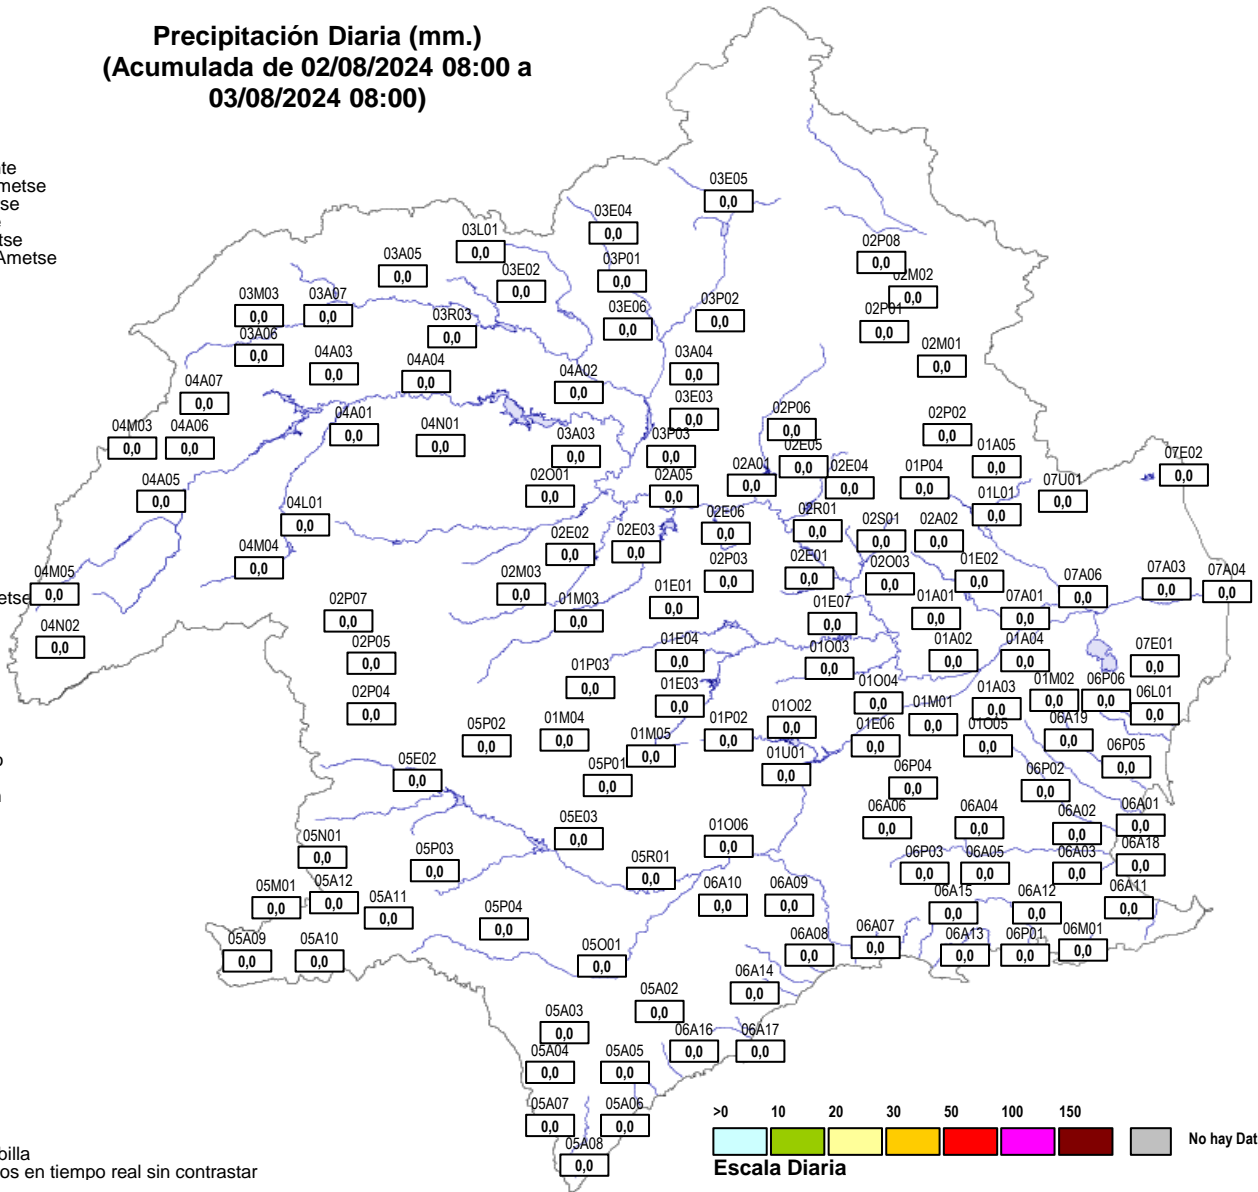 Precipitación Diaria (mm.)
(Acumulada de 02/08/2024 08:00 a
03/08/2024 08:00)
03E05
0,0
03E04
0,0
03L01
0,0
02P08
0,0
03A05
0,0
03P01
0,0
03E02
0,0
02M02
0,0
03M03
0,0
03A07
0,0
03P02
0,0
03E06
0,0
02P01
0,0
03R03
0,0
03A06
0,0
02M01
0,0
04A03
0,0
03A04
0,0
04A04
0,0
04A02
0,0
04A07
0,0
03E03
0,0
02P06
0,0
04A01
0,0
02P02
0,0
04M03
0,0
04A06
0,0
04N01
0,0
03A03
0,0
03P03
0,0
02E05
0,0
01A05
0,0
07E02
0,0
02A01
0,0
02E04
0,0
01P04
0,0
02O01
0,0
02A05
0,0
04A05
0,0
07U01
0,0
01L01
0,0
04L01
0,0
02E06
0,0
02R01
0,0
02S01
0,0
02A02
0,0
02E02
0,0
02E03
0,0
04M04
0,0
02P03
0,0
02E01
0,0
02O03
0,0
01E02
0,0
04M05
0,0
02M03
0,0
07A06
0,0
07A03
0,0
07A04
0,0
01E01
0,0
02P07
0,0
01M03
0,0
01E07
0,0
01A01
0,0
07A01
0,0
04N02
0,0
02P05
0,0
01E04
0,0
01O03
0,0
01A02
0,0
01A04
0,0
07E01
0,0
01P03
0,0
01E03
0,0
01O04
0,0
01A03
0,0
01M02
0,0
06P06
0,0
06L01
0,0
02P04
0,0
01M01
0,0
05P02
0,0
01M04
0,0
01P02
0,0
01O02
0,0
01E06
0,0
01O05
0,0
06A19
0,0
01M05
0,0
01U01
0,0
06P05
0,0
05E02
0,0
05P01
0,0
06P04
0,0
06P02
0,0
06A06
0,0
06A04
0,0
06A02
0,0
06A01
0,0
05E03
0,0
01O06
0,0
05N01
0,0
05P03
0,0
05R01
0,0
06P03
0,0
06A05
0,0
06A03
0,0
06A18
0,0
05M01
0,0
05A12
0,0
05A11
0,0
06A10
0,0
06A09
0,0
06A15
0,0
06A12
0,0
06A11
0,0
05P04
0,0
06A08
0,0
06A07
0,0
06A13
0,0
06P01
0,0
06M01
0,0
05A09
0,0
05A10
0,0
05O01
0,0
06A14
0,0
05A02
0,0
05A03
0,0
06A16
0,0
06A17
0,0
05A04
0,0
05A05
0,0
05A07
0,0
05A06
0,0
05A08
0,0
>0 10 20 30 50 100 150
No hay Dat
Escala Diaria
billa
os en tiempo real sin contrastar